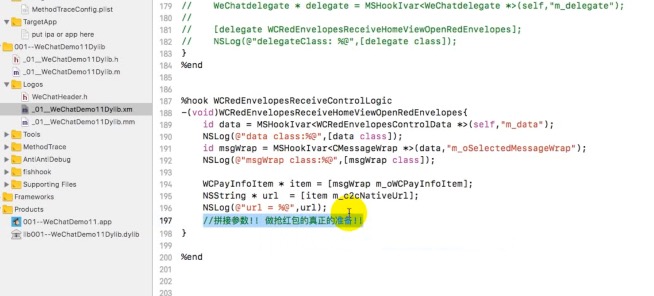 MethodTraceConfig.plist
TargetApp
put ipa or app here
001--WeChatDemo11Dylib
_01__WeChatDemo11Dylib.h
_01__WeChatDemo11Dylib.m
Logos
WeChatHeader.h
_01__WeChatDemo11Dylib.xm
_01__WeChatDemo11Dylib.mm
Tools
MethodTrace
AntiAntiDebug
fishhook
Supporting Files
Frameworks
Products
001--WeChatDemo11.app
lib001--WeChatDemo11Dylib.dylib
179 // WeChatdelegate * delegate = MSHookIvar<WeChatdelegate *>(self,"m_delegate");
180 //
181 // [delegate WCRedEnvelopesReceiveHomeViewOpenRedEnvelopes];
182 // NSLog(@"delegateClass: %@",[delegate class]);
183 }
184 %end
185
186
187 %hook WCRedEnvelopesReceiveControlLogic
188 -(void)WCRedEnvelopesReceiveHomeViewOpenRedEnvelopes{
189 id data = MSHookIvar<WCRedEnvelopesControlData *>(self,"m_data");
190 NSLog(@"data class:%@",[data class]);
191 id msgWrap = MSHookIvar<CMessageWrap *>(data,"m_oSelectedMessageWrap");
192 NSLog(@"msgWrap class:%@",[msgWrap class]);
193
194 WCPayInfoItem * item = [msgWrap m_oWCPayInfoItem];
195 NSString * url = [item m_c2cNativeUrl];
196 NSLog(@"url = %@",url);
197 //拼接参数!! 做抢红包的真正的准备!!
198 }
199
200 %end